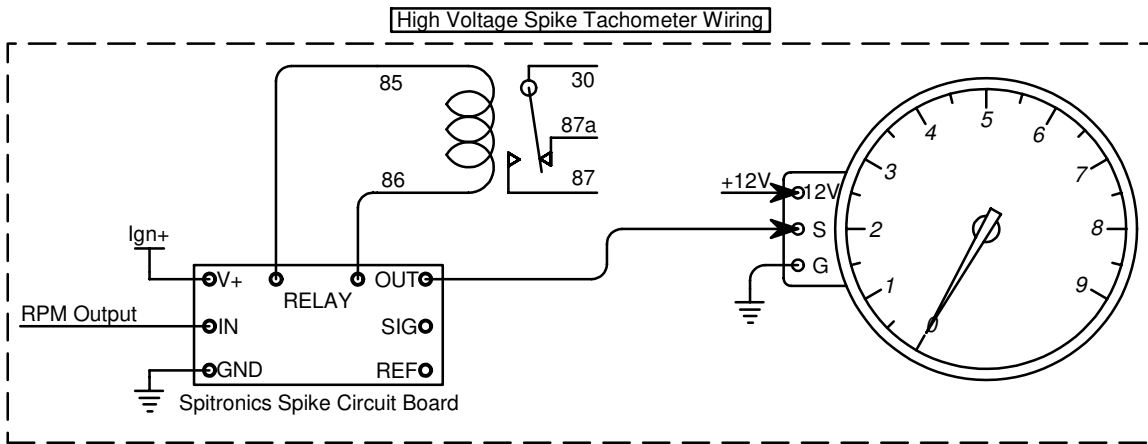 High Voltage Spike Tachometer Wiring
85
30
87a
86
87
+12V
12V
S
G
Ign+
V+
RELAY
OUT
RPM Output
IN
SIG
GND
REF
Spitronics Spike Circuit Board
0
1
2
3
4
5
6
7
8
9